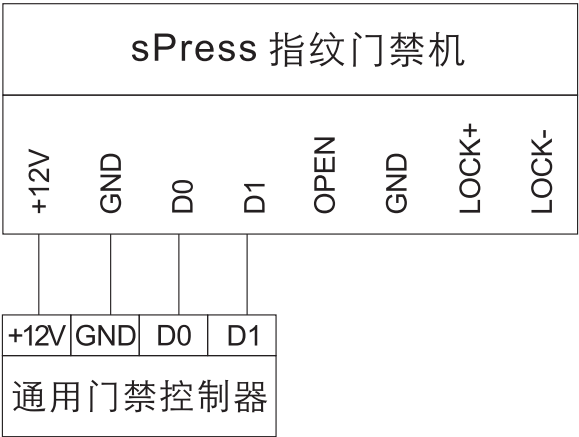 sPress 指纹门禁机
+12V GND D0 D1 OPEN GND LOCK+ LOCK-
+12V GND D0 D1
通用门禁控制器